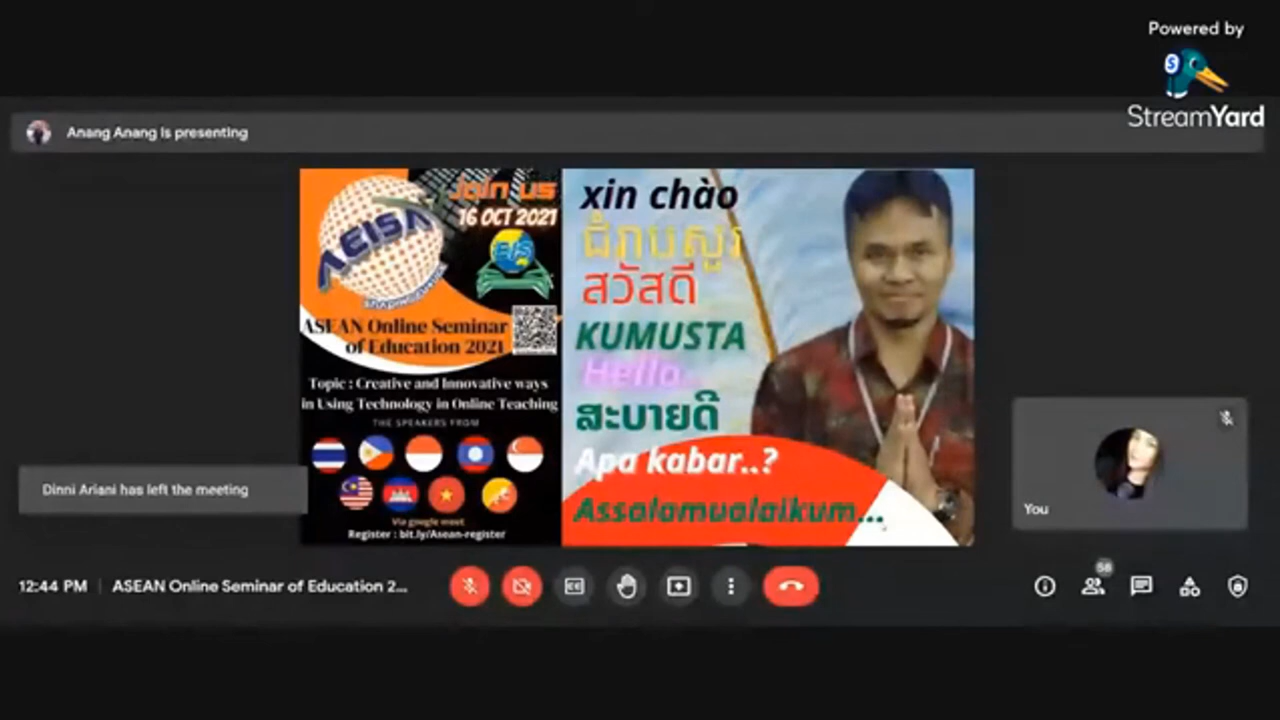 Powered by
StreamYard
Anang Anang is presenting
Join us
16 OCT 2021
AEISA
EIS
ASEAN Online Seminar
of Education 2021
Topic : Creative and Innovative ways
in Using Technology in Online Teaching
THE SPEAKERS FROM
Via google meet
Register : bit.ly/Asean-register
xin chào
ជំរាបសួរ
สวัสดี
KUMUSTA
Hello..
ສະບາຍດີ
Apa kabar..?
Assalamualaikum...
Dinni Ariani has left the meeting
You
12:44 PM | ASEAN Online Seminar of Education 2...
58